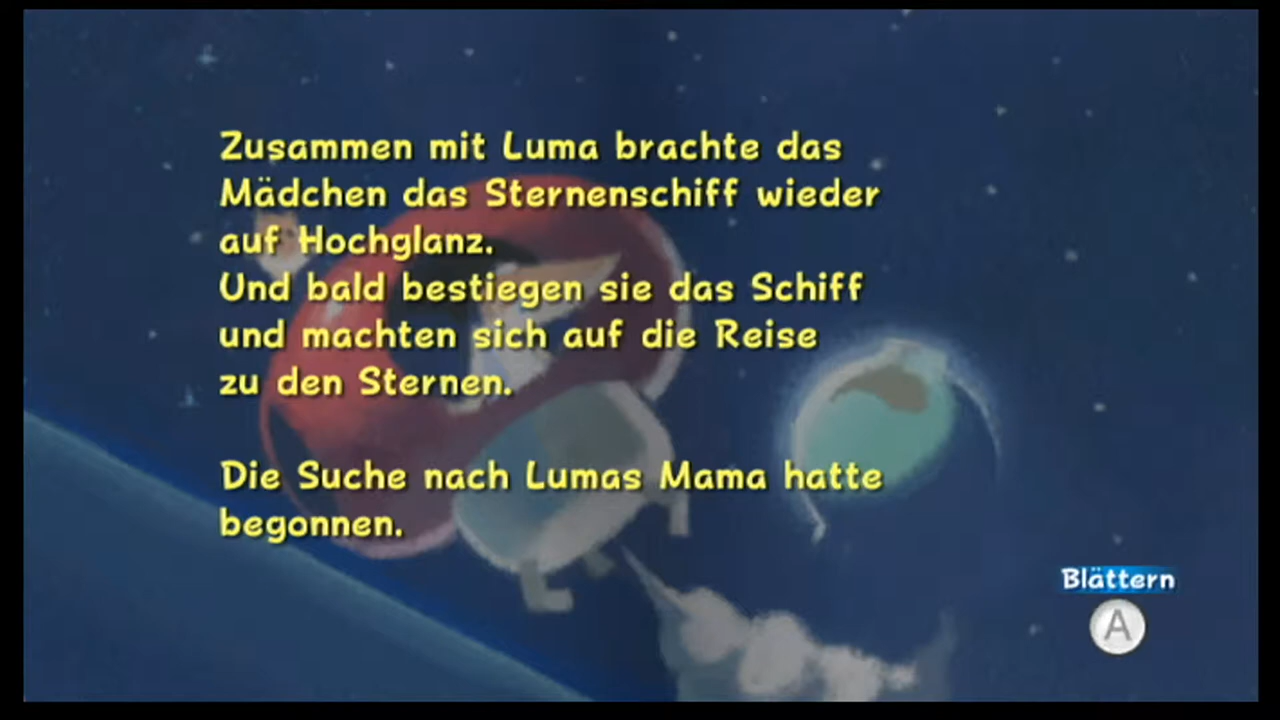 Zusammen mit Luma brachte das
Mädchen das Sternenschiff wieder
auf Hochglanz.
Und bald bestiegen sie das Schiff
und machten sich auf die Reise
zu den Sternen.
Die Suche nach Lumas Mama hatte
begonnen.
Blättern
A